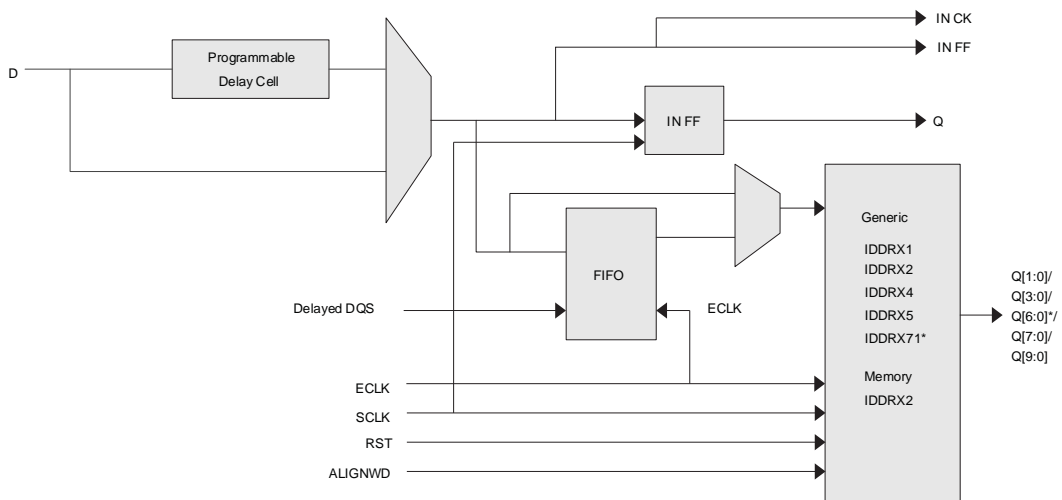 IN CK
IN FF
D
Programmable
Delay Cell
IN FF
Q
Generic
IDDRX1
IDDRX2
IDDRX4
IDDRX5
IDDRX71*
Memory
IDDRX2
FIFO
Delayed DQS
ECLK
Q[1:0]/
Q[3:0]/
Q[6:0]*/
Q[7:0]/
Q[9:0]
ECLK
SCLK
RST
ALIGNWD